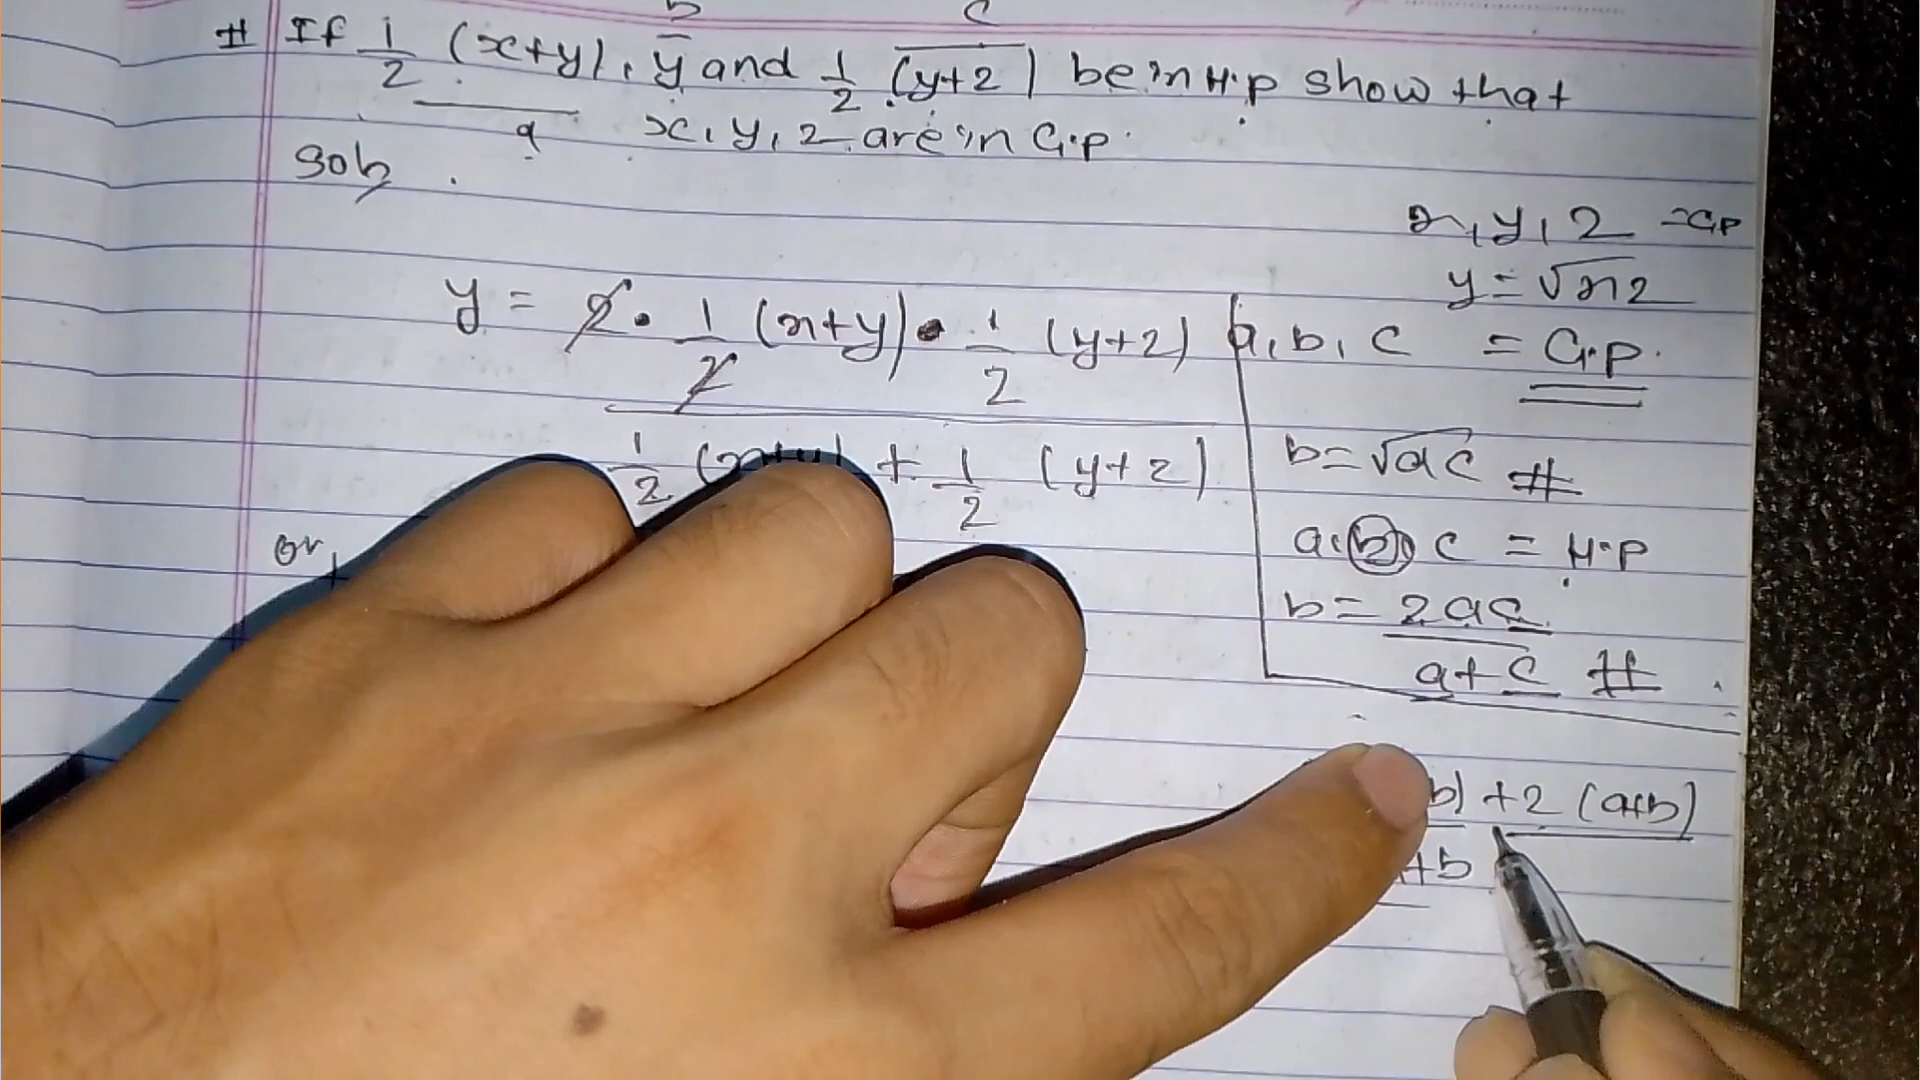 b c
# If 1/2 (x+y), y and 1/2 (y+z) be in H.p show that
a x, y, z are in G.p.
Soln
x, y, z = G.P
y = √xz
y = 2 · 1/2 (x+y) · 1/2 (y+z)
a, b, c = G.p.
1/2 (x+y) + 1/2 (y+z)
b = √ac #
or,
a, b, c = H.p
b = 2ac
a+c #
b) + 2 (a+b)
+b